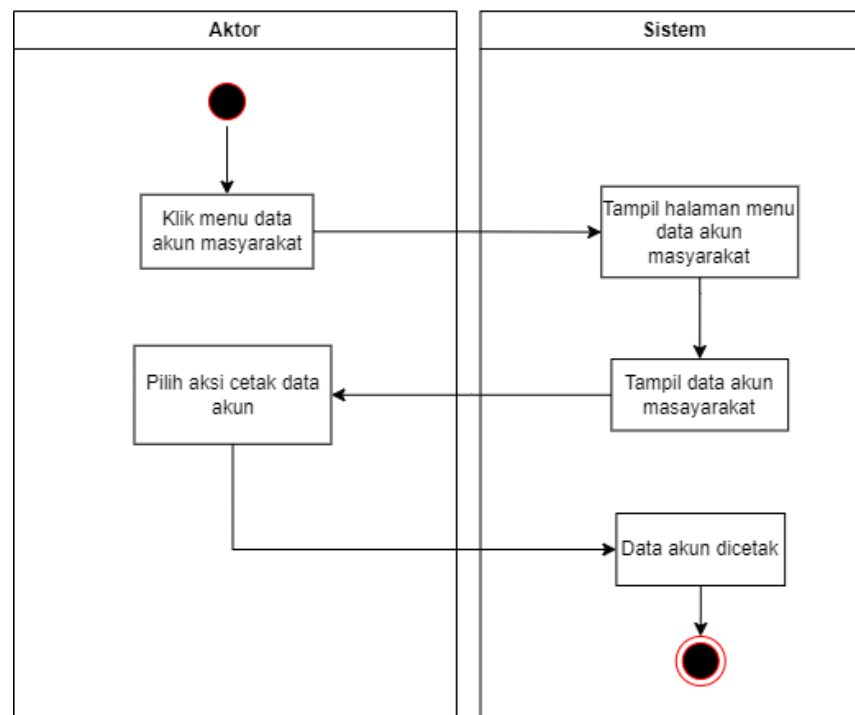 Aktor
Sistem
Klik menu data
akun masyarakat
Tampil halaman menu
data akun
masyarakat
Tampil data akun
masayarakat
Pilih aksi cetak data
akun
Data akun dicetak